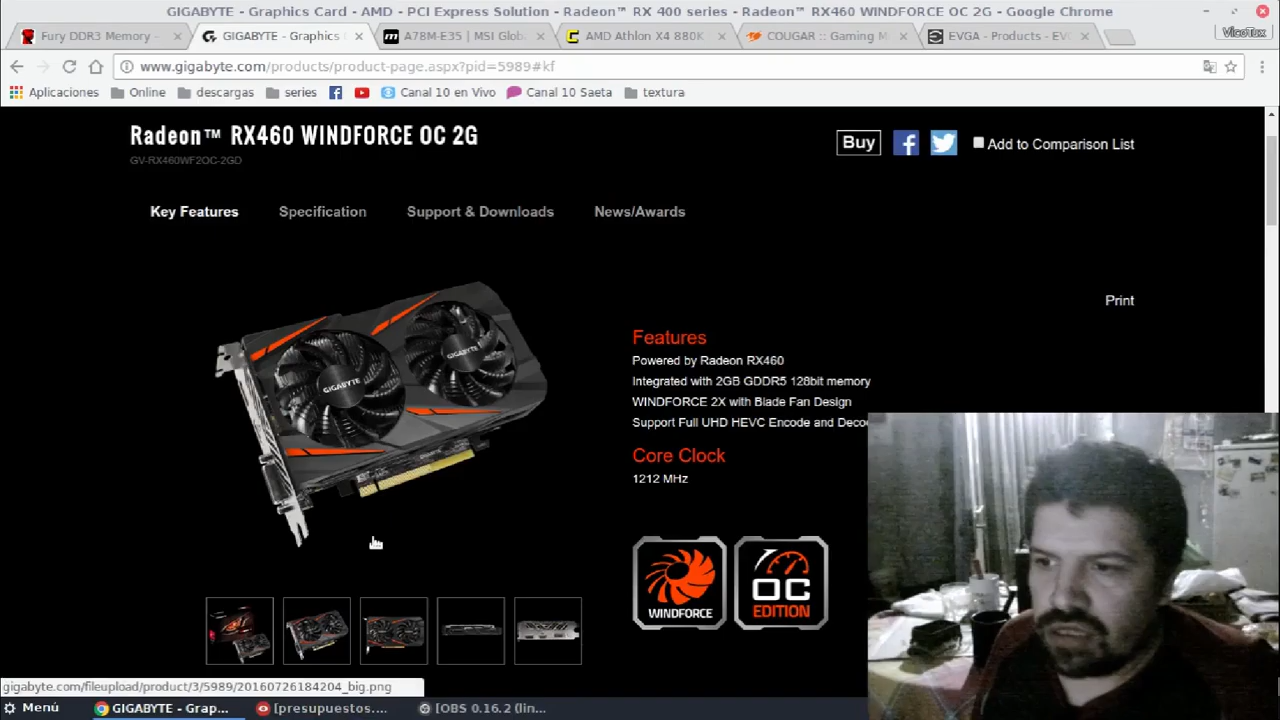 GIGABYTE - Graphics Card - AMD - PCI Express Solution - Radeon™ RX 400 series - Radeon™ RX460 WINDFORCE OC 2G - Google Chrome
Fury DDR3 Memory -
GIGABYTE - Graphics
A78M-E35 | MSI Glob
AMD Athlon X4 880K
COUGAR :: Gaming M
EVGA - Products - EV
VicoTux
www.gigabyte.com/products/product-page.aspx?pid=5989#kf
Aplicaciones
Online
descargas
series
Canal 10 en Vivo
Canal 10 Saeta
textura
Radeon™ RX460 WINDFORCE OC 2G
GV-RX460WF2OC-2GD
Buy
Add to Comparison List
Key Features
Specification
Support & Downloads
News/Awards
Print
GIGABYTE
GIGABYTE
Features
Powered by Radeon RX460
Integrated with 2GB GDDR5 128bit memory
WINDFORCE 2X with Blade Fan Design
Support Full UHD HEVC Encode and Deco
Core Clock
1212 MHz
WINDFORCE
OC
EDITION
gigabyte.com/fileupload/product/3/5989/20160726184204_big.png
Menú
GIGABYTE - Grap...
[presupuestos....
[OBS 0.16.2 (lin...